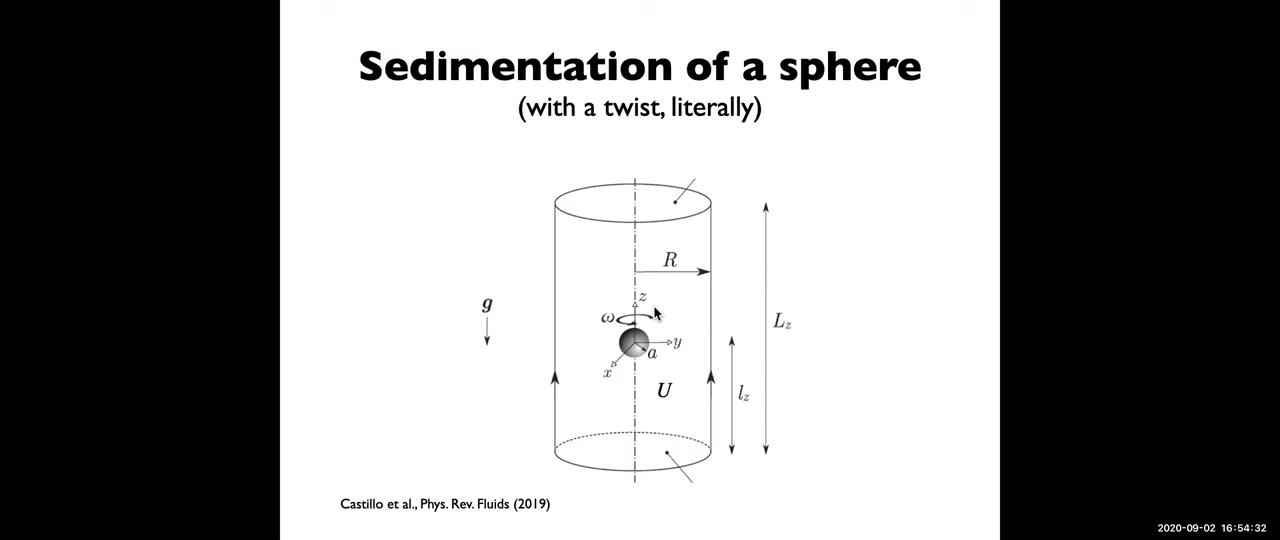 Sedimentation of a sphere
(with a twist, literally)
R
g
z
ω
L_z
y
a
x
U
l_z
Castillo et al., Phys. Rev. Fluids (2019)
2020-09-02 16:54:32